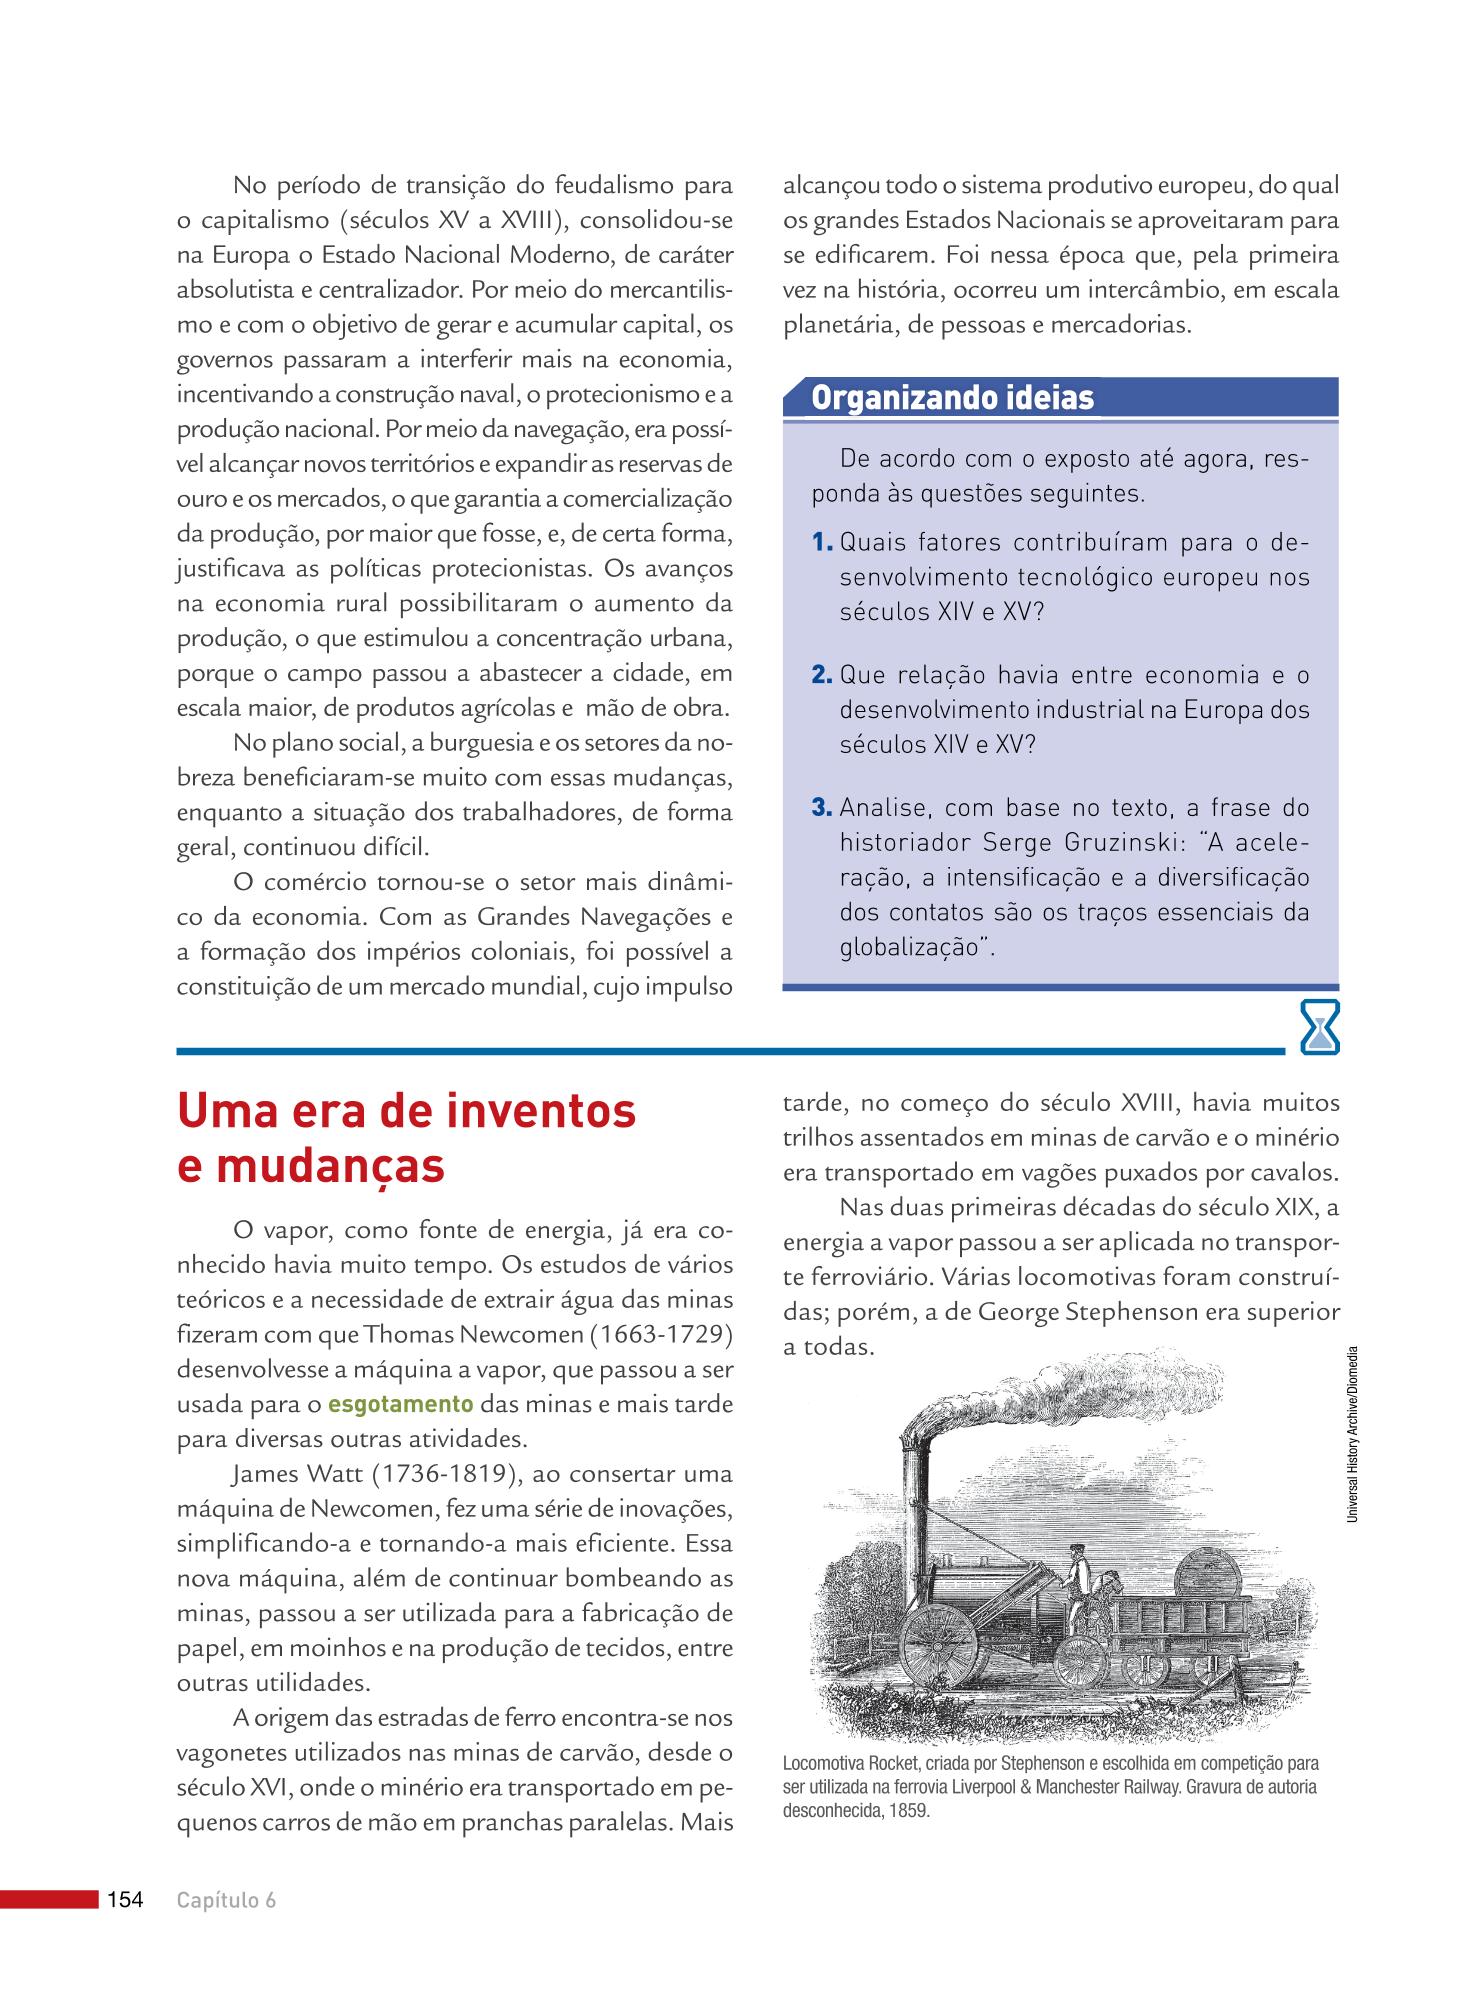 No período de transição do feudalismo para
o capitalismo (séculos XV a XVIII), consolidou-se
na Europa o Estado Nacional Moderno, de caráter
absolutista e centralizador. Por meio do mercantilis-
mo e com o objetivo de gerar e acumular capital, os
governos passaram a interferir mais na economia,
incentivando a construção naval, o protecionismo e a
produção nacional. Por meio da navegação, era possí-
vel alcançar novos territórios e expandir as reservas de
ouro e os mercados, o que garantia a comercialização
da produção, por maior que fosse, e, de certa forma,
justificava as políticas protecionistas. Os avanços
na economia rural possibilitaram o aumento da
produção, o que estimulou a concentração urbana,
porque o campo passou a abastecer a cidade, em
escala maior, de produtos agrícolas e mão de obra.
No plano social, a burguesia e os setores da no-
breza beneficiaram-se muito com essas mudanças,
enquanto a situação dos trabalhadores, de forma
geral, continuou difícil.
O comércio tornou-se o setor mais dinâmi-
co da economia. Com as Grandes Navegações e
a formação dos impérios coloniais, foi possível a
constituição de um mercado mundial, cujo impulso
alcançou todo o sistema produtivo europeu, do qual
os grandes Estados Nacionais se aproveitaram para
se edificarem. Foi nessa época que, pela primeira
vez na história, ocorreu um intercâmbio, em escala
planetária, de pessoas e mercadorias.
Organizando ideias
De acordo com o exposto até agora, res-
ponda às questões seguintes.
1. Quais fatores contribuíram para o de-
senvolvimento tecnológico europeu nos
séculos XIV e XV?
2. Que relação havia entre economia e o
desenvolvimento industrial na Europa dos
séculos XIV e XV?
3. Analise, com base no texto, a frase do
historiador Serge Gruzinski: “A acele-
ração, a intensificação e a diversificação
dos contatos são os traços essenciais da
globalização”.
Uma era de inventos
e mudanças
O vapor, como fonte de energia, já era co-
nhecido havia muito tempo. Os estudos de vários
teóricos e a necessidade de extrair água das minas
fizeram com que Thomas Newcomen (1663-1729)
desenvolvesse a máquina a vapor, que passou a ser
usada para o esgotamento das minas e mais tarde
para diversas outras atividades.
James Watt (1736-1819), ao consertar uma
máquina de Newcomen, fez uma série de inovações,
simplificando-a e tornando-a mais eficiente. Essa
nova máquina, além de continuar bombeando as
minas, passou a ser utilizada para a fabricação de
papel, em moinhos e na produção de tecidos, entre
outras utilidades.
A origem das estradas de ferro encontra-se nos
vagonetes utilizados nas minas de carvão, desde o
século XVI, onde o minério era transportado em pe-
quenos carros de mão em pranchas paralelas. Mais
tarde, no começo do século XVIII, havia muitos
trilhos assentados em minas de carvão e o minério
era transportado em vagões puxados por cavalos.
Nas duas primeiras décadas do século XIX, a
energia a vapor passou a ser aplicada no transpor-
te ferroviário. Várias locomotivas foram construí-
das; porém, a de George Stephenson era superior
a todas.
Universal History Archive/Diomedia
Locomotiva Rocket, criada por Stephenson e escolhida em competição para
ser utilizada na ferrovia Liverpool & Manchester Railway. Gravura de autoria
desconhecida, 1859.
154 Capítulo 6